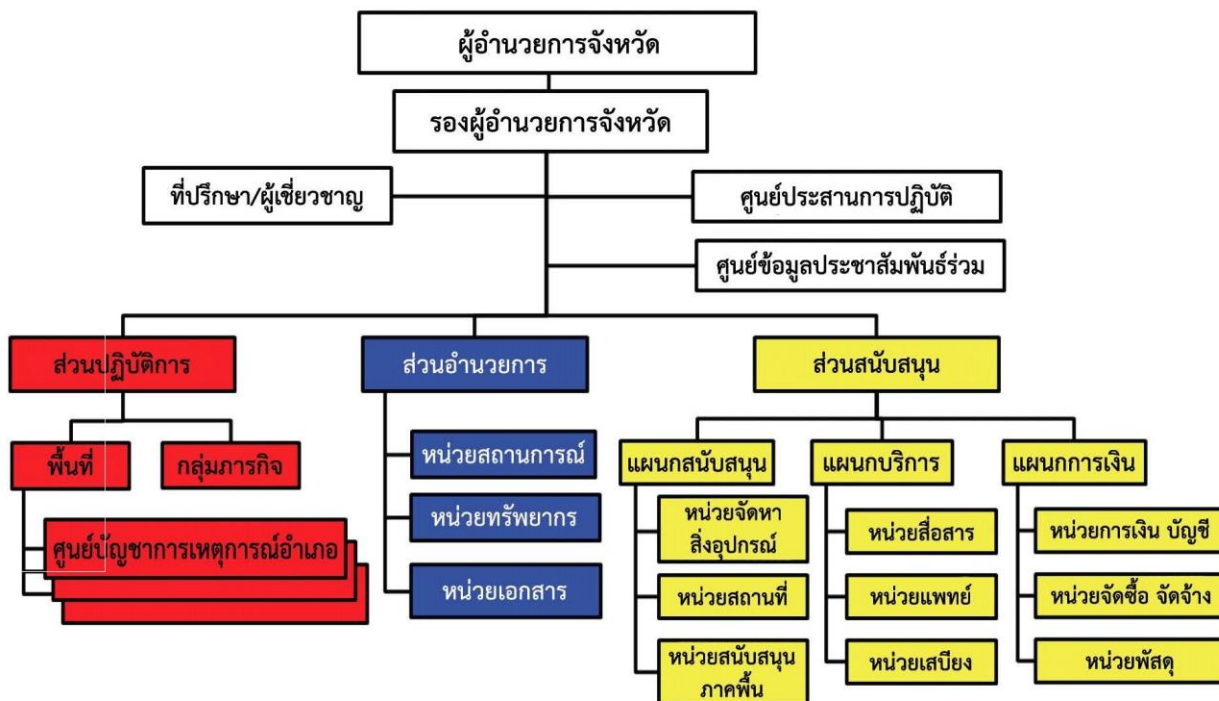 ผู้อำนวยการจังหวัด
รองผู้อำนวยการจังหวัด
ที่ปรึกษา/ผู้เชี่ยวชาญ
ศูนย์ประสานการปฏิบัติ
ศูนย์ข้อมูลประชาสัมพันธ์ร่วม
ส่วนปฏิบัติการ
ส่วนอำนวยการ
ส่วนสนับสนุน
พื้นที่
กลุ่มภารกิจ
ศูนย์บัญชาการเหตุการณ์อำเภอ
หน่วยสถานการณ์
หน่วยทรัพยากร
หน่วยเอกสาร
แผนกสนับสนุน
แผนกบริการ
แผนกการเงิน
หน่วยจัดหา
สิ่งอุปกรณ์
หน่วยสถานที่
หน่วยสนับสนุน
ภาคพื้น
หน่วยสื่อสาร
หน่วยแพทย์
หน่วยเสบียง
หน่วยการเงิน บัญชี
หน่วยจัดซื้อ จัดจ้าง
หน่วยพัสดุ